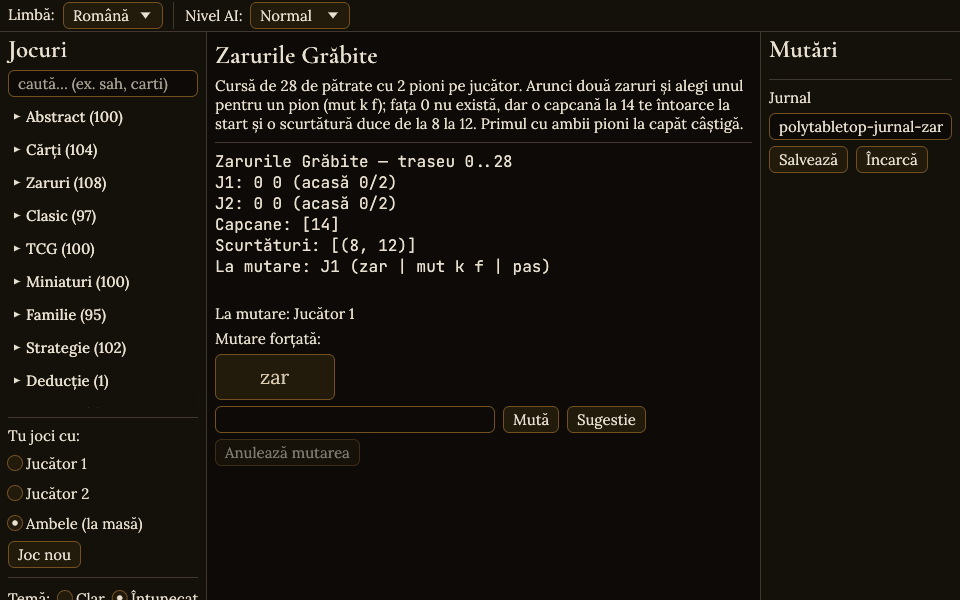 Limbă: Română ▼ Nivel AI: Normal ▼
Jocuri
caută... (ex. sah, carti)
▸ Abstract (100)
▸ Cărți (104)
▸ Zaruri (108)
▸ Clasic (97)
▸ TCG (100)
▸ Miniaturi (100)
▸ Familie (95)
▸ Strategie (102)
▸ Deducție (1)
Tu joci cu:
Jucător 1
Jucător 2
Ambele (la masă)
Joc nou
Temă: Clar Întunecat
Zarurile Grăbite
Cursă de 28 de pătrate cu 2 pioni pe jucător. Arunci două zaruri și alegi unul
pentru un pion (mut k f); fața 0 nu există, dar o capcană la 14 te întoarce la
start și o scurtătură duce de la 8 la 12. Primul cu ambii pioni la capăt câștigă.
Zarurile Grăbite — traseu 0..28
J1: 0 0 (acasă 0/2)
J2: 0 0 (acasă 0/2)
Capcane: [14]
Scurtături: [(8, 12)]
La mutare: J1 (zar | mut k f | pas)
La mutare: Jucător 1
Mutare forțată:
zar
Mută Sugestie
Anulează mutarea
Mutări
Jurnal
polytabletop-jurnal-zar
Salvează Încarcă